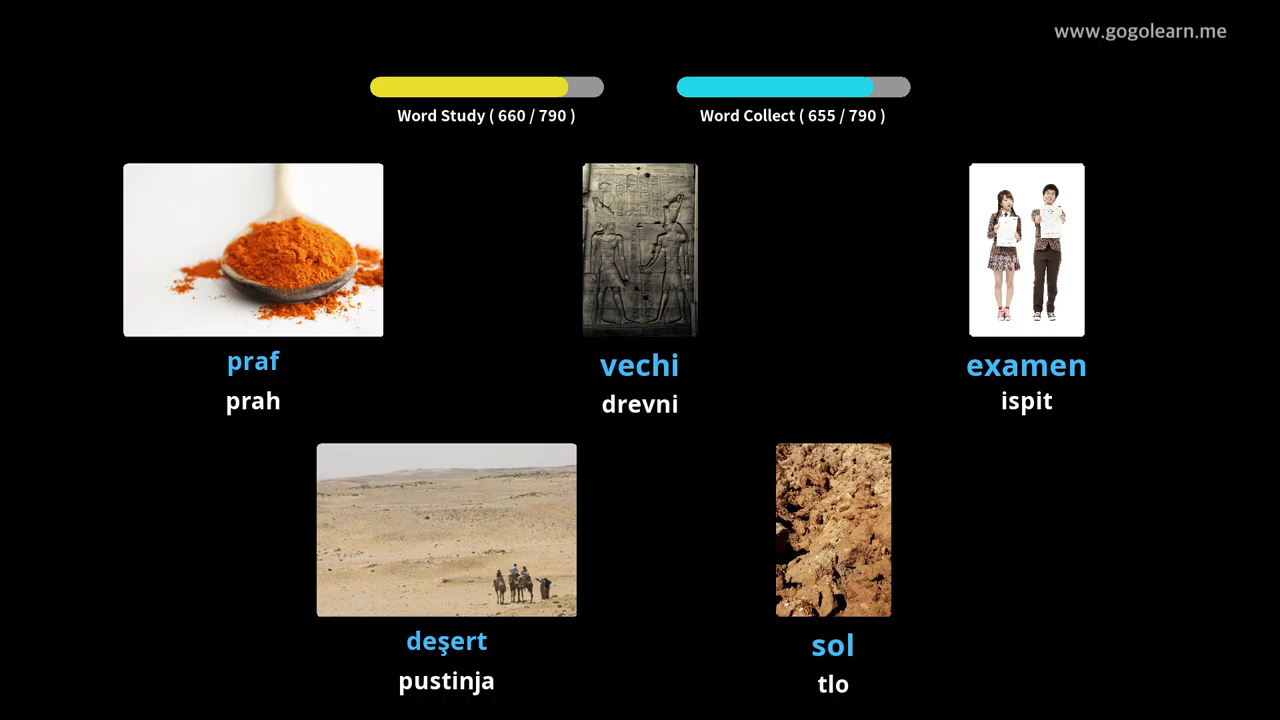 www.gogolearn.me
Word Study ( 660 / 790 )
Word Collect ( 655 / 790 )
praf
prah
vechi
drevni
examen
ispit
deşert
pustinja
sol
tlo